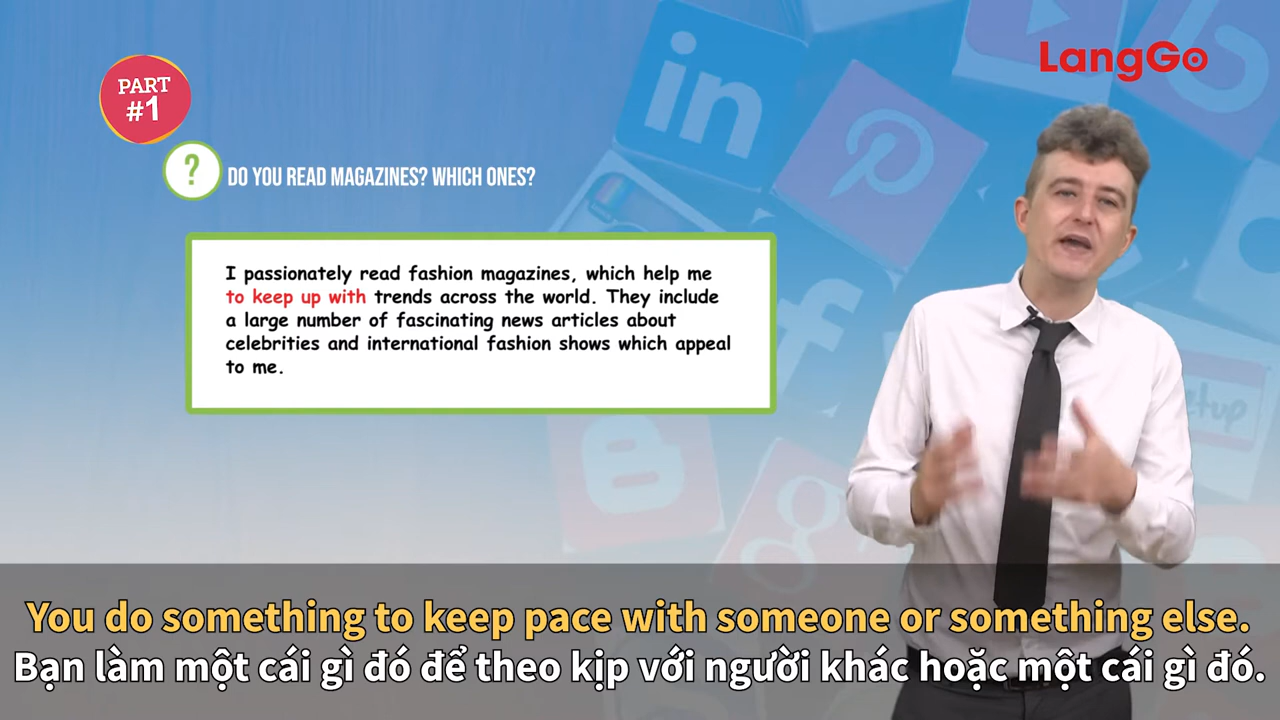 LangGo
PART
#1
?
DO YOU READ MAGAZINES? WHICH ONES?
I passionately read fashion magazines, which help me
to keep up with trends across the world. They include
a large number of fascinating news articles about
celebrities and international fashion shows which appeal
to me.
in
f
g
etup
You do something to keep pace with someone or something else.
Bạn làm một cái gì đó để theo kịp với người khác hoặc một cái gì đó.